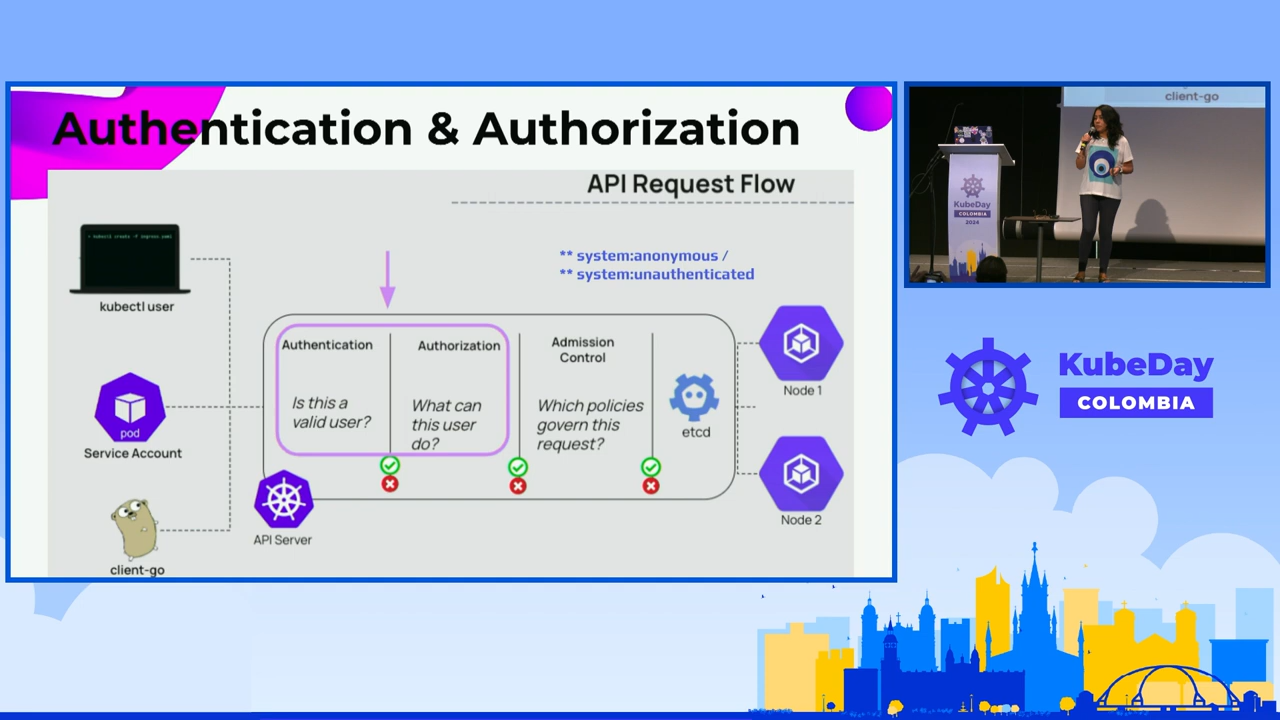 Authentication & Authorization
API Request Flow
** system:anonymous /
** system:unauthenticated
kubectl user
Authentication
Authorization
Admission
Control
Is this a
valid user?
What can
this user
do?
Which policies
govern this
request?
etcd
Node 1
pod
Service Account
Node 2
API Server
client-go
client-go
KubeDay
COLOMBIA
2024
KubeDay
COLOMBIA